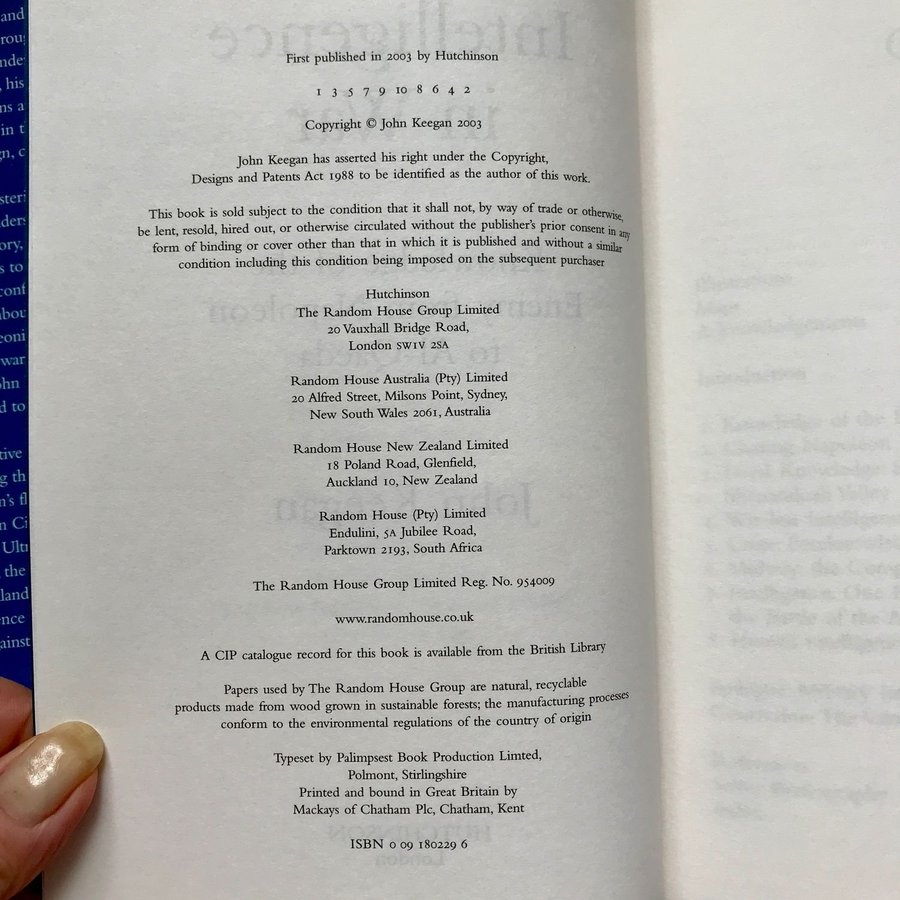 First published in 2003 by Hutchinson
1 3 5 7 9 10 8 6 4 2
Copyright © John Keegan 2003
John Keegan has asserted his right under the Copyright,
Designs and Patents Act 1988 to be identified as the author of this work.
This book is sold subject to the condition that it shall not, by way of trade or otherwise,
be lent, resold, hired out, or otherwise circulated without the publisher's prior consent in any
form of binding or cover other than that in which it is published and without a similar
condition including this condition being imposed on the subsequent purchaser
Hutchinson
The Random House Group Limited
20 Vauxhall Bridge Road,
London SW1V 2SA
Random House Australia (Pty) Limited
20 Alfred Street, Milsons Point, Sydney,
New South Wales 2061, Australia
Random House New Zealand Limited
18 Poland Road, Glenfield,
Auckland 10, New Zealand
Random House (Pty) Limited
Endulini, 5A Jubilee Road,
Parktown 2193, South Africa
The Random House Group Limited Reg. No. 954009
www.randomhouse.co.uk
A CIP catalogue record for this book is available from the British Library
Papers used by The Random House Group are natural, recyclable
products made from wood grown in sustainable forests; the manufacturing processes
conform to the environmental regulations of the country of origin
Typeset by Palimpsest Book Production Limted,
Polmont, Stirlingshire
Printed and bound in Great Britain by
Mackays of Chatham Plc, Chatham, Kent
ISBN 0 09 180229 6